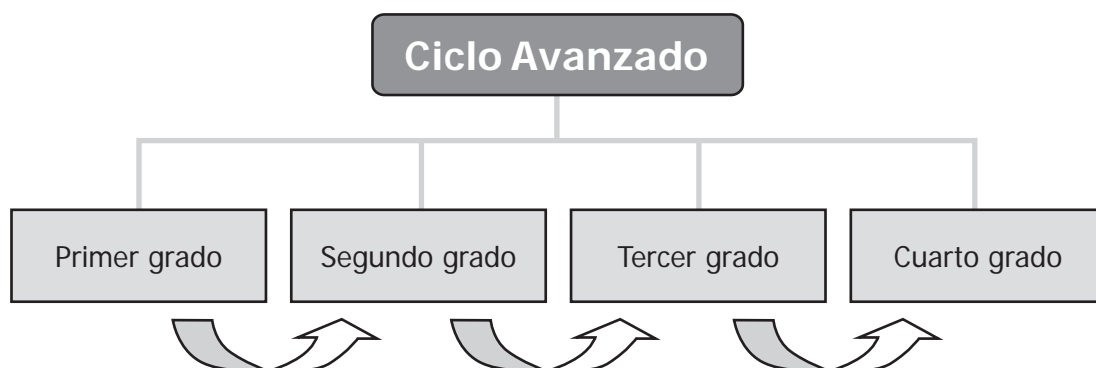 Ciclo Avanzado
Primer grado
Segundo grado
Tercer grado
Cuarto grado